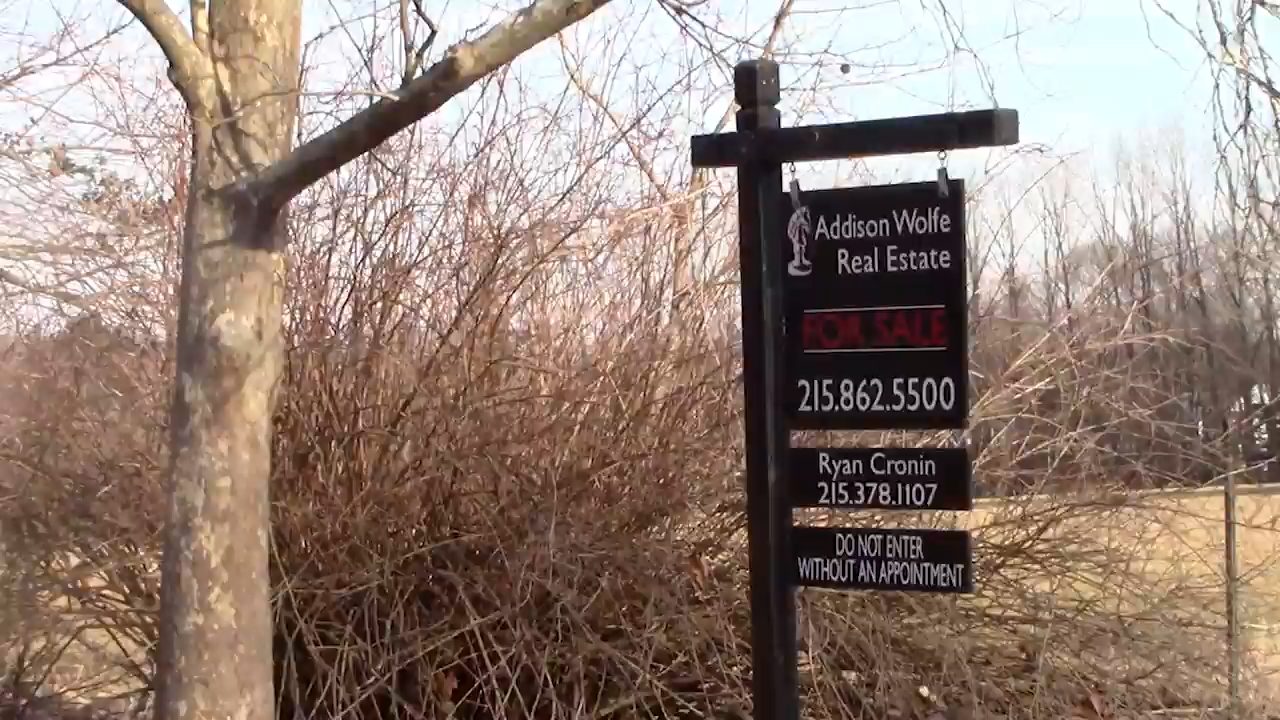 Addison Wolfe
Real Estate
FOR SALE
215.862.5500
Ryan Cronin
215.378.1107
DO NOT ENTER
WITHOUT AN APPOINTMENT